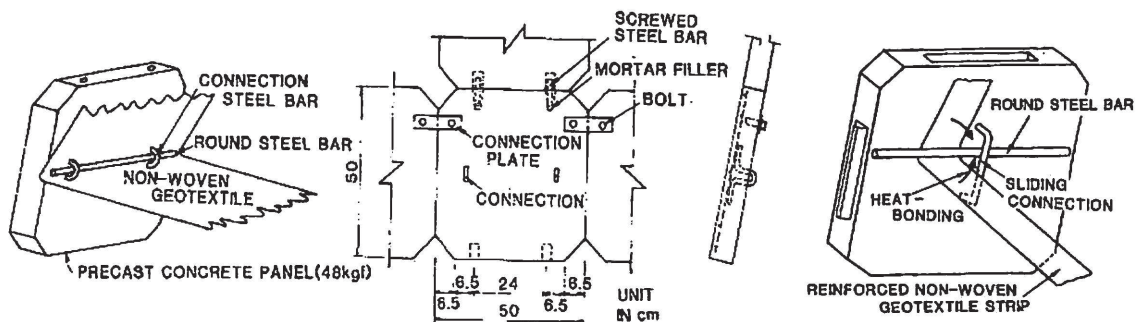 CONNECTION
STEEL BAR
ROUND STEEL BAR
NON-WOVEN
GEOTEXTILE
PRECAST CONCRETE PANEL(48kgf)
SCREWED
STEEL BAR
MORTAR FILLER
BOLT
CONNECTION
PLATE
CONNECTION
50
6.5 24 6.5
6.5 6.5
50
UNIT
IN cm
ROUND STEEL BAR
SLIDING
CONNECTION
HEAT-
BONDING
REINFORCED NON-WOVEN
GEOTEXTILE STRIP